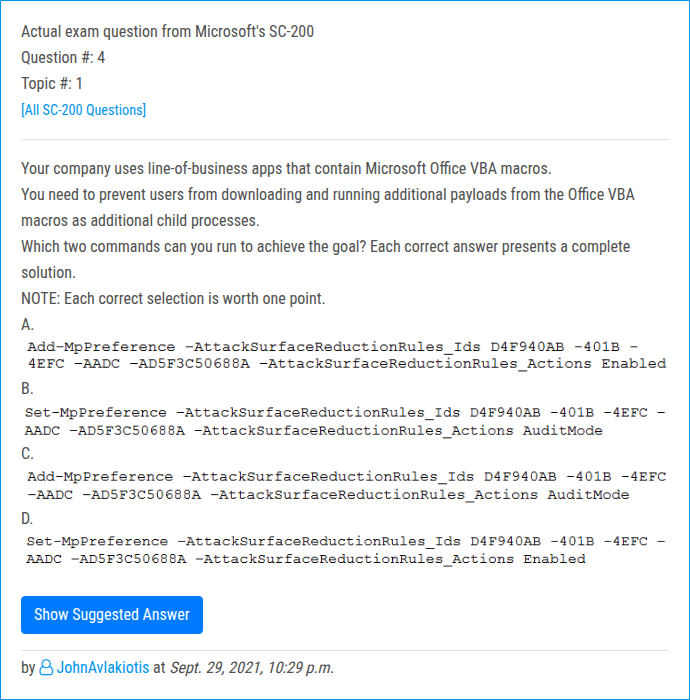 Actual exam question from Microsoft's SC-200
Question #: 4
Topic #: 1
[All SC-200 Questions]
Your company uses line-of-business apps that contain Microsoft Office VBA macros.
You need to prevent users from downloading and running additional payloads from the Office VBA
macros as additional child processes.
Which two commands can you run to achieve the goal? Each correct answer presents a complete
solution.
NOTE: Each correct selection is worth one point.
A.
Add-MpPreference –AttackSurfaceReductionRules_Ids D4F940AB –401B –
4EFC –AADC –AD5F3C50688A –AttackSurfaceReductionRules_Actions Enabled
B.
Set-MpPreference –AttackSurfaceReductionRules_Ids D4F940AB –401B –4EFC –
AADC –AD5F3C50688A –AttackSurfaceReductionRules_Actions AuditMode
C.
Add-MpPreference –AttackSurfaceReductionRules_Ids D4F940AB –401B –4EFC
–AADC –AD5F3C50688A –AttackSurfaceReductionRules_Actions AuditMode
D.
Set-MpPreference –AttackSurfaceReductionRules_Ids D4F940AB –401B –4EFC –
AADC –AD5F3C50688A –AttackSurfaceReductionRules_Actions Enabled
Show Suggested Answer
by JohnAvlakiotis at Sept. 29, 2021, 10:29 p.m.